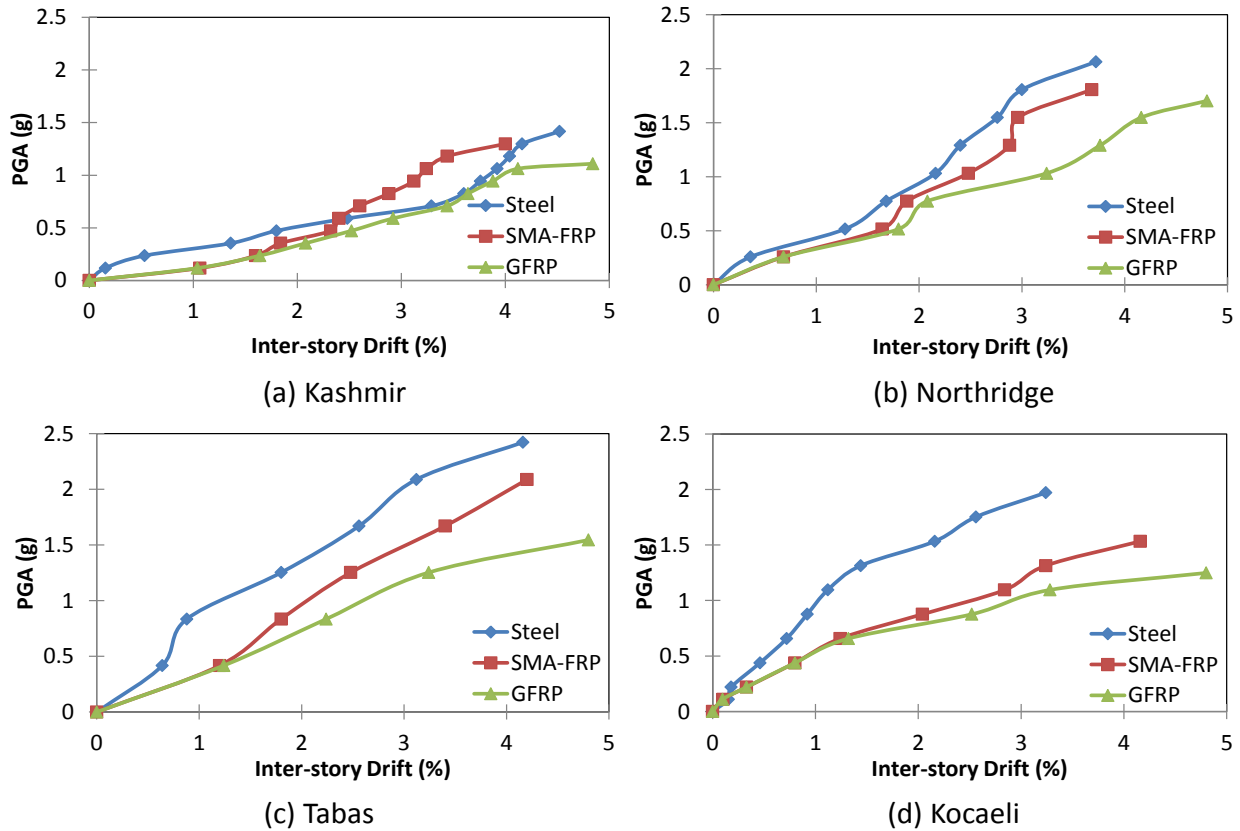 2.5
2
1.5
1
0.5
0
PGA (g)
Steel
SMA-FRP
GFRP
0 1 2 3 4 5
Inter-story Drift (%)
(a) Kashmir
2.5
2
1.5
1
0.5
0
PGA (g)
Steel
SMA-FRP
GFRP
0 1 2 3 4 5
Inter-story Drift (%)
(b) Northridge
2.5
2
1.5
1
0.5
0
PGA (g)
Steel
SMA-FRP
GFRP
0 1 2 3 4 5
Inter-story Drift (%)
(c) Tabas
2.5
2
1.5
1
0.5
0
PGA (g)
Steel
SMA-FRP
GFRP
0 1 2 3 4 5
Inter-story Drift (%)
(d) Kocaeli